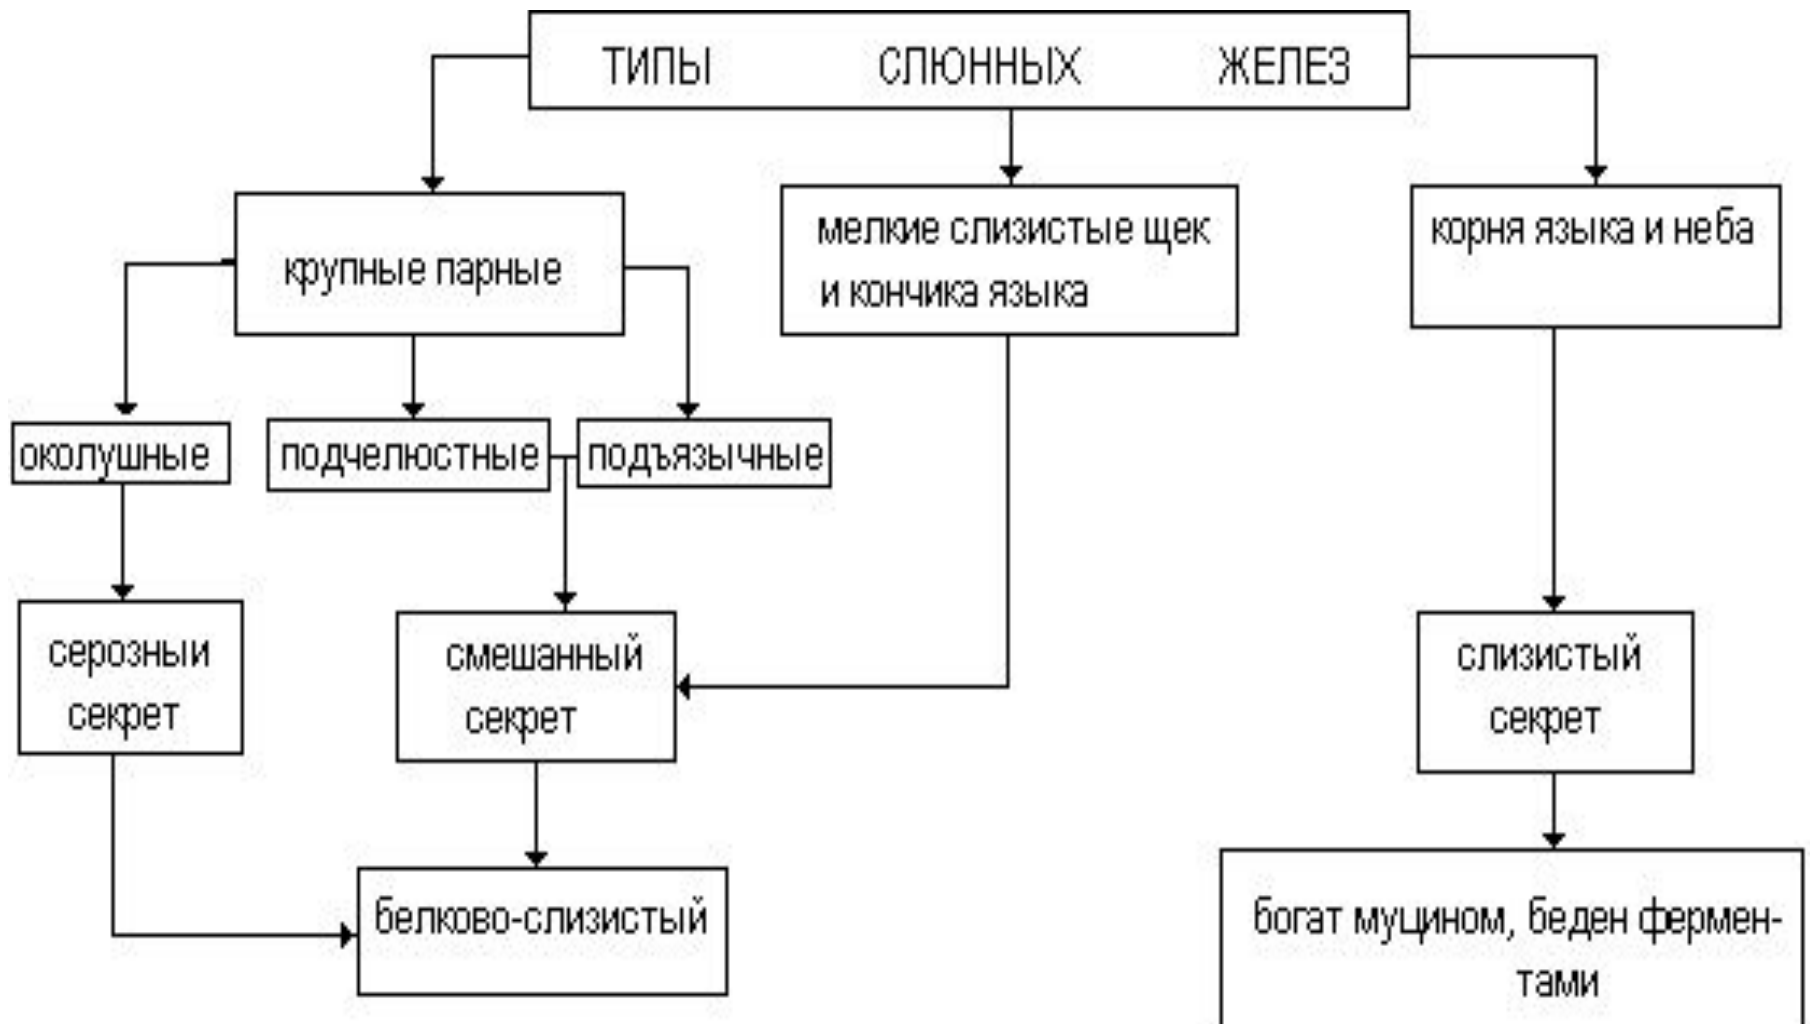 ТИПЫ СЛЮННЫХ ЖЕЛЕЗ
крупные парные
мелкие слизистые щек
и кончика языка
корня языка и неба
околушные
подчелюстные
подъязычные
серозныи
секрет
смешанный
секрет
слизистый
секрет
белково-слизистый
богат муцином, беден фермен-
тами